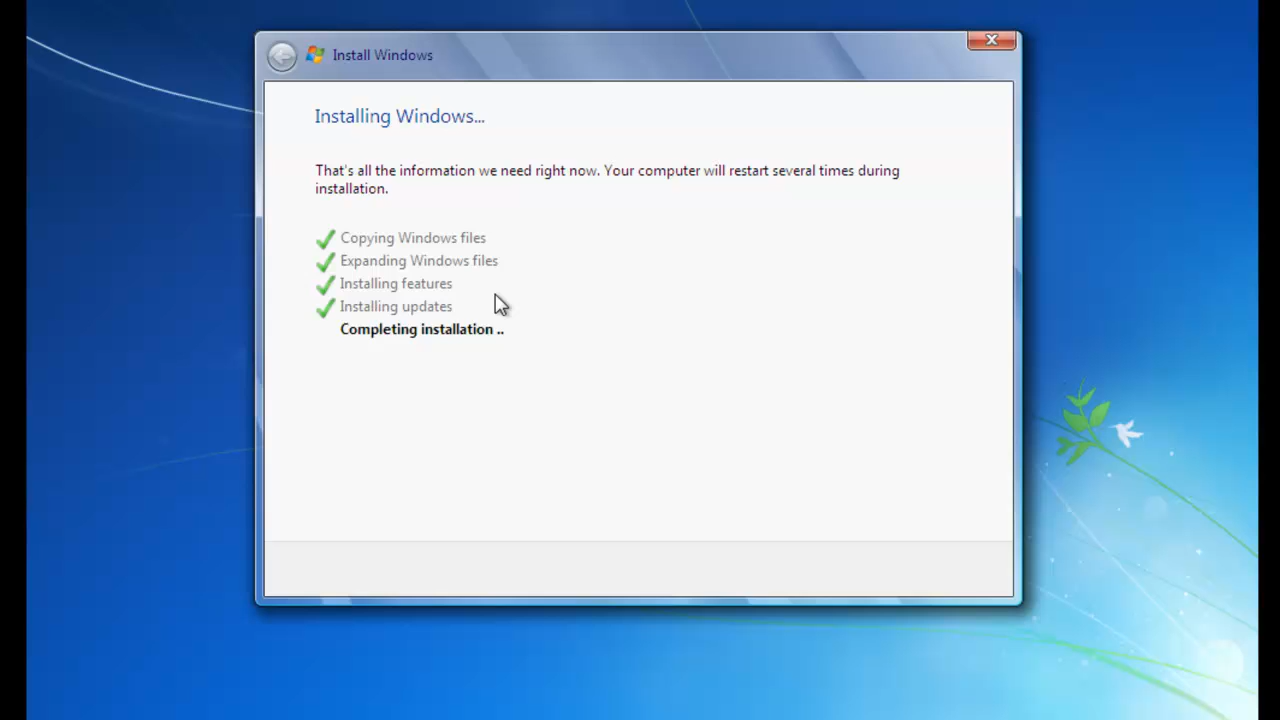 Install Windows
Installing Windows...
That's all the information we need right now. Your computer will restart several times during
installation.
Copying Windows files
Expanding Windows files
Installing features
Installing updates
Completing installation ..